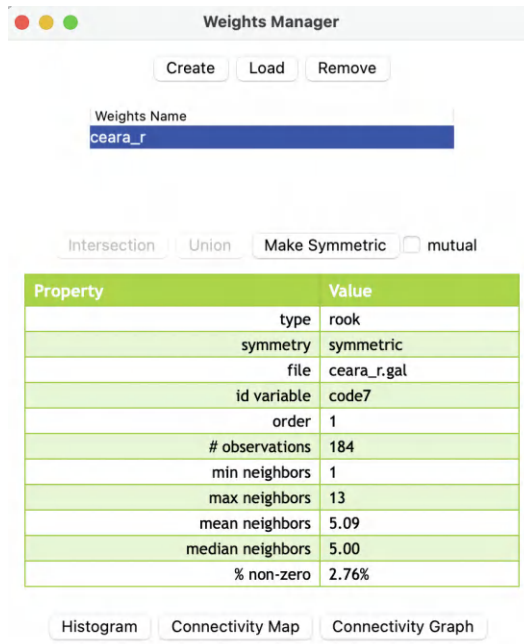 Weights Manager
Create Load Remove
Weights Name
ceara_r
Intersection Union Make Symmetric mutual
Property Value
type rook
symmetry symmetric
file ceara_r.gal
id variable code7
order 1
# observations 184
min neighbors 1
max neighbors 13
mean neighbors 5.09
median neighbors 5.00
% non-zero 2.76%
Histogram Connectivity Map Connectivity Graph